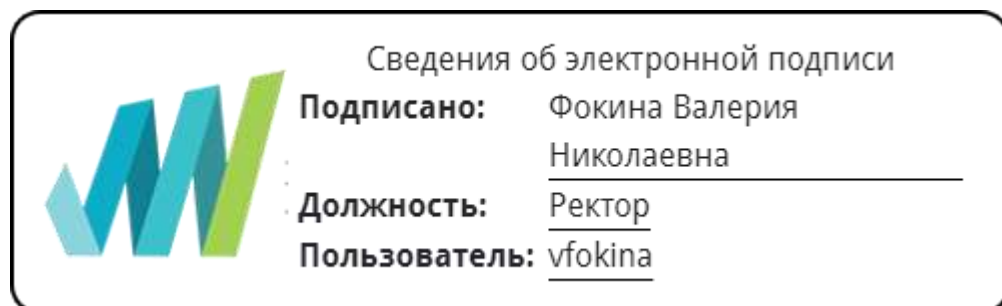 Сведения об электронной подписи
Подписано: Фокина Валерия
Николаевна
Должность: Ректор
Пользователь: vfokina